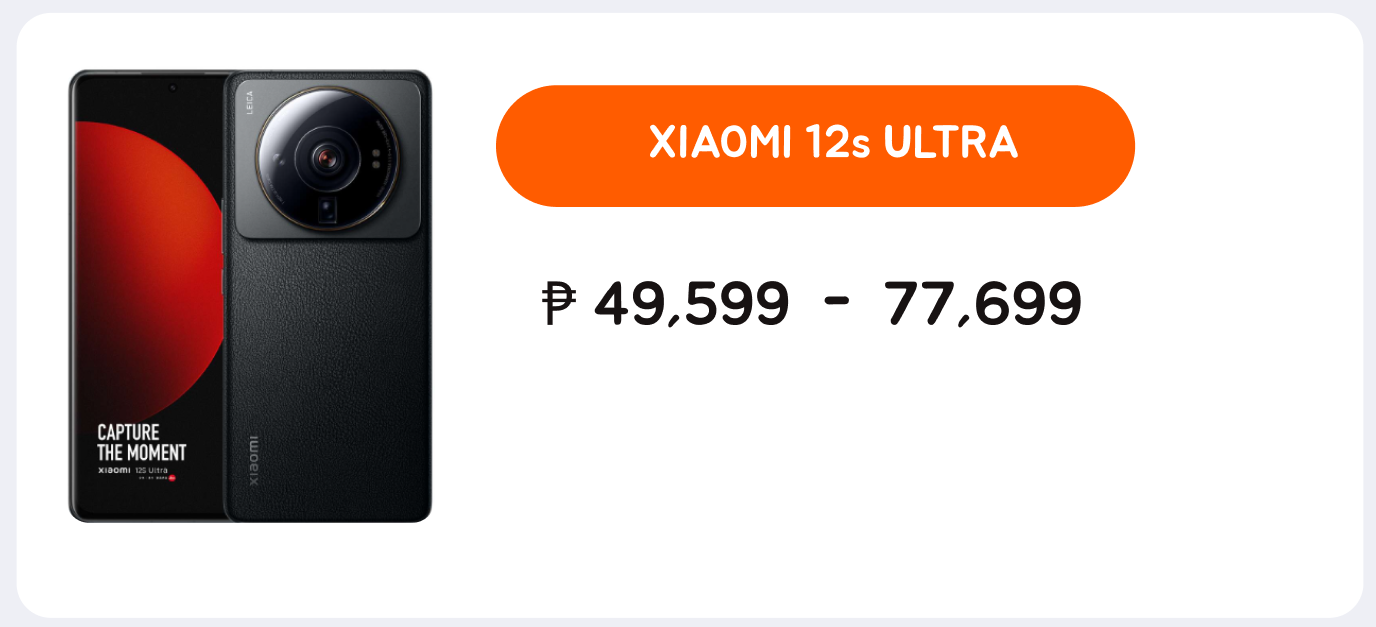 XIAOMI 12s ULTRA
₱ 49,599 - 77,699
LEICA
CAPTURE
THE MOMENT
xiaomi 12S Ultra
xiaomi